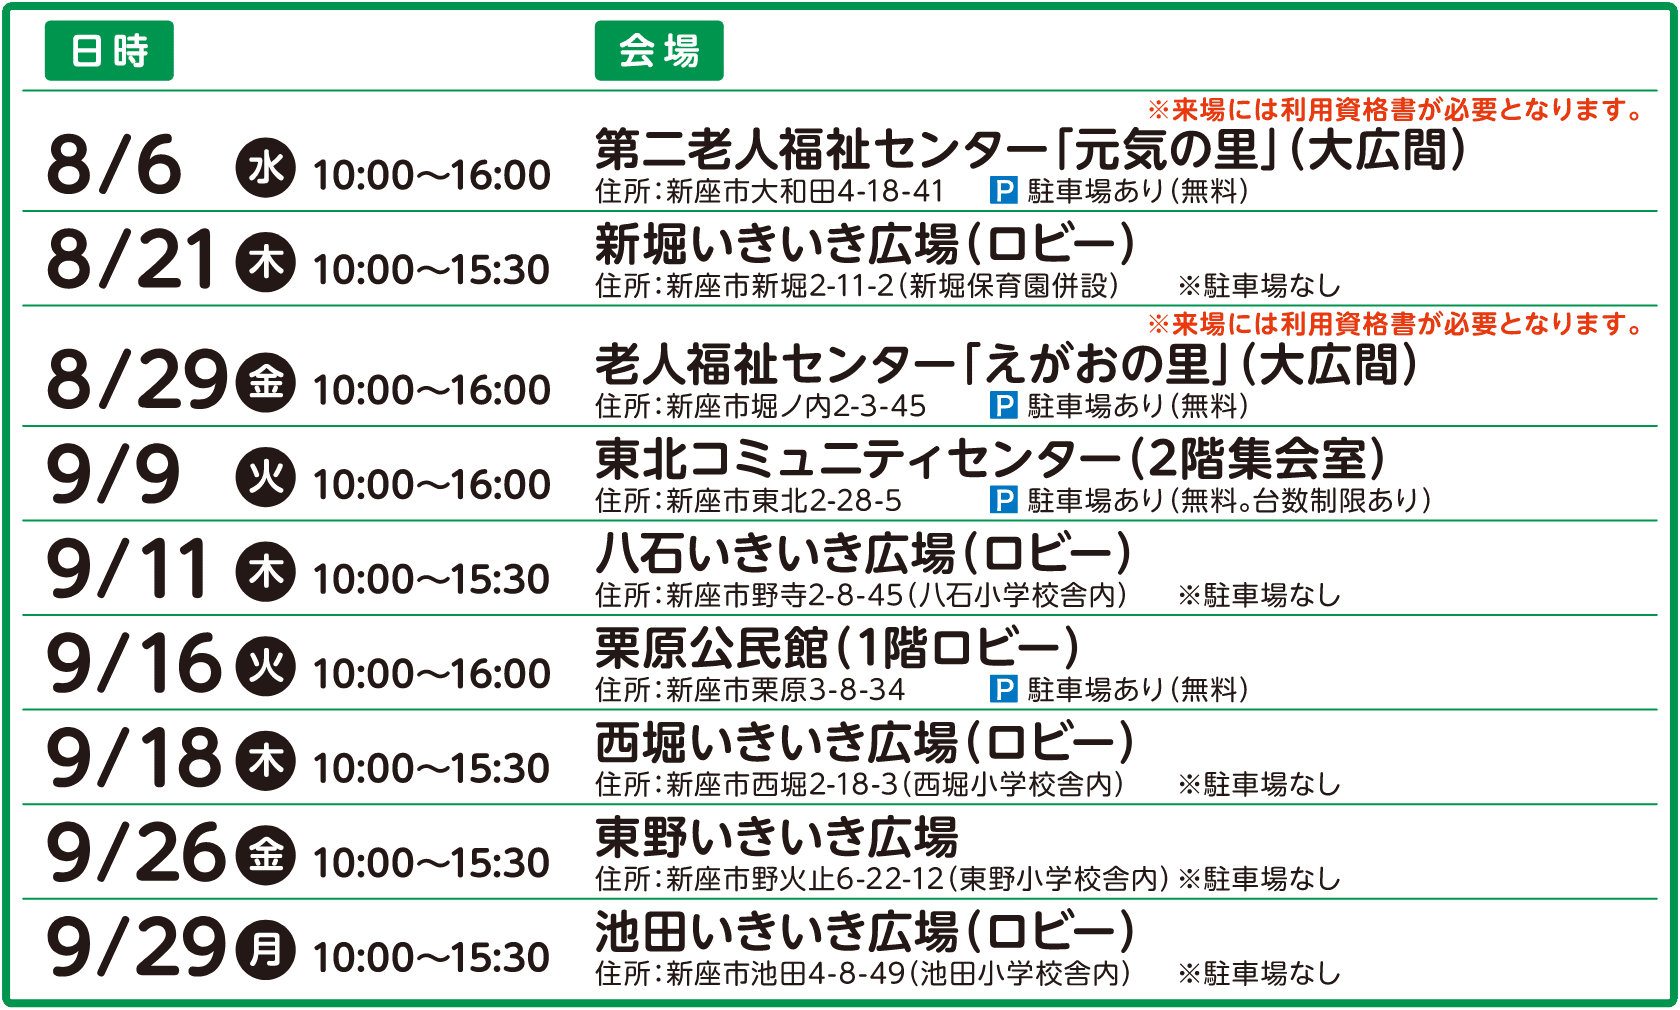 日時 会場
※来場には利用資格書が必要となります。
8/6 水 10:00〜16:00 第二老人福祉センター「元気の里」(大広間)
住所:新座市大和田4-18-41 P 駐車場あり(無料)
8/21 木 10:00〜15:30 新堀いきいき広場(ロビー)
住所:新座市新堀2-11-2(新堀保育園併設) ※駐車場なし
※来場には利用資格書が必要となります。
8/29 金 10:00〜16:00 老人福祉センター「えがおの里」(大広間)
住所:新座市堀ノ内2-3-45 P 駐車場あり(無料)
9/9 火 10:00〜16:00 東北コミュニティセンター(2階集会室)
住所:新座市東北2-28-5 P 駐車場あり(無料。台数制限あり)
9/11 木 10:00〜15:30 八石いきいき広場(ロビー)
住所:新座市野寺2-8-45(八石小学校舎内) ※駐車場なし
9/16 火 10:00〜16:00 栗原公民館(1階ロビー)
住所:新座市栗原3-8-34 P 駐車場あり(無料)
9/18 木 10:00〜15:30 西堀いきいき広場(ロビー)
住所:新座市西堀2-18-3(西堀小学校舎内) ※駐車場なし
9/26 金 10:00〜15:30 東野いきいき広場
住所:新座市野火止6-22-12(東野小学校舎内) ※駐車場なし
9/29 月 10:00〜15:30 池田いきいき広場(ロビー)
住所:新座市池田4-8-49(池田小学校舎内) ※駐車場なし